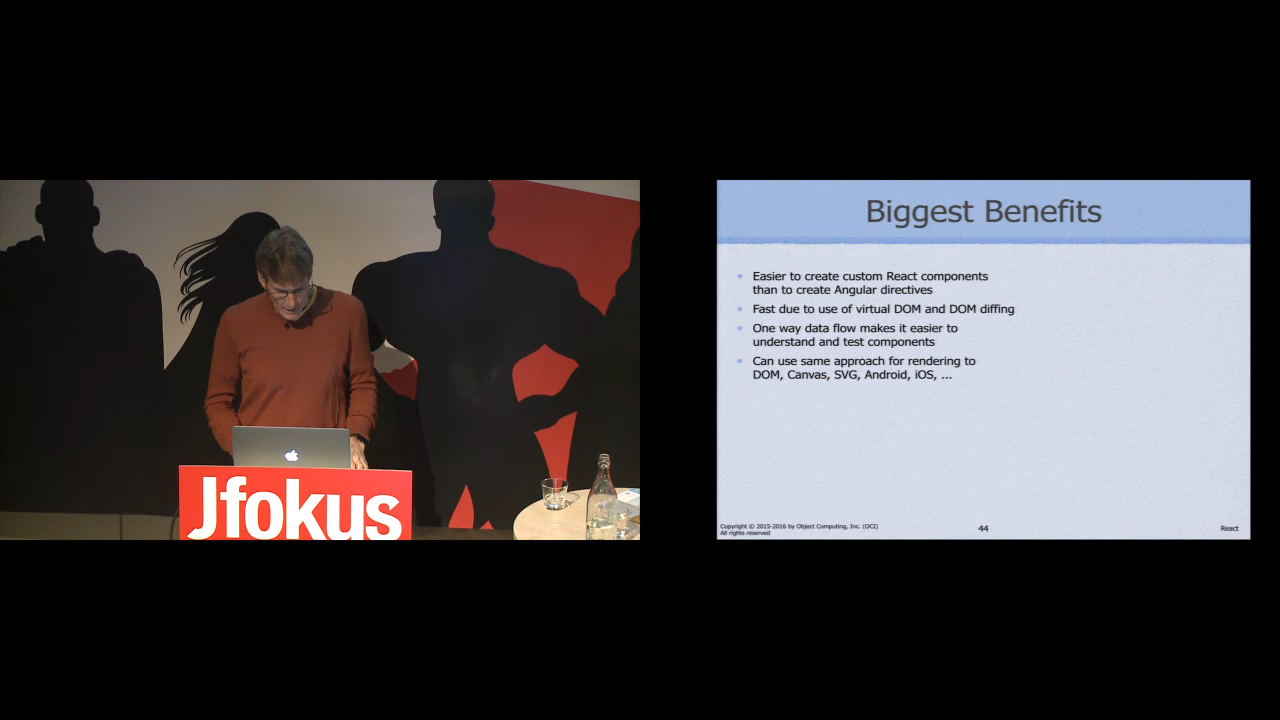 Jfokus
Biggest Benefits
Easier to create custom React components
than to create Angular directives
Fast due to use of virtual DOM and DOM diffing
One way data flow makes it easier to
understand and test components
Can use same approach for rendering to
DOM, Canvas, SVG, Android, iOS, ...
Copyright © 2015-2016 by Object Computing, Inc. (OCI)
All rights reserved
44
React